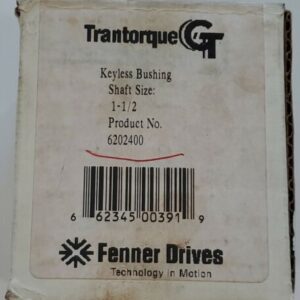 Trantorque GT
Keyless Bushing
Shaft Size:
1-1/2
Product No.
6202400
6 62345 00391 9
Fenner Drives
Technology in Motion